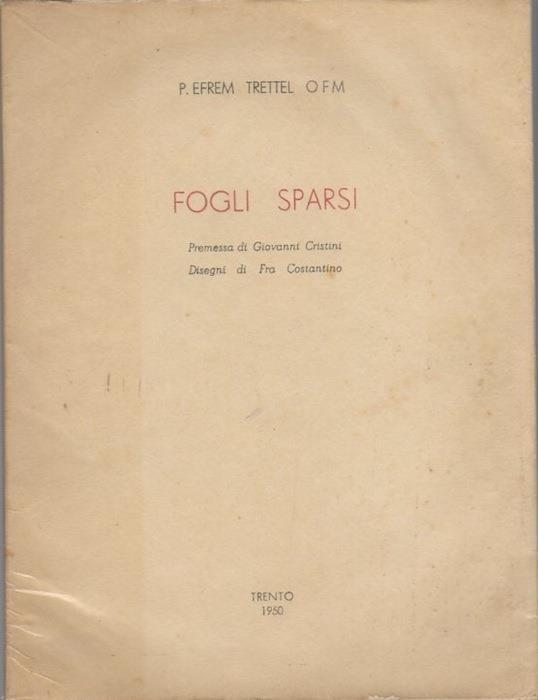 P. EFREM TRETTEL OFM
FOGLI SPARSI
Premessa di Giovanni Cristini
Disegni di Fra Costantino
TRENTO
1950